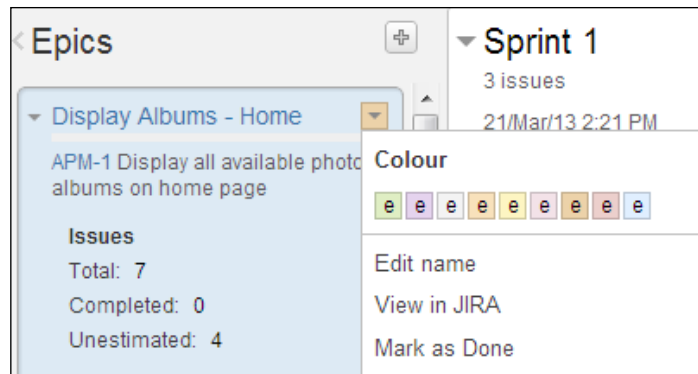 Epics
Display Albums - Home
APM-1 Display all available photo
albums on home page
Issues
Total: 7
Completed: 0
Unestimated: 4
Sprint 1
3 issues
21/Mar/13 2:21 PM
Colour
e e e e e e e e e
Edit name
View in JIRA
Mark as Done